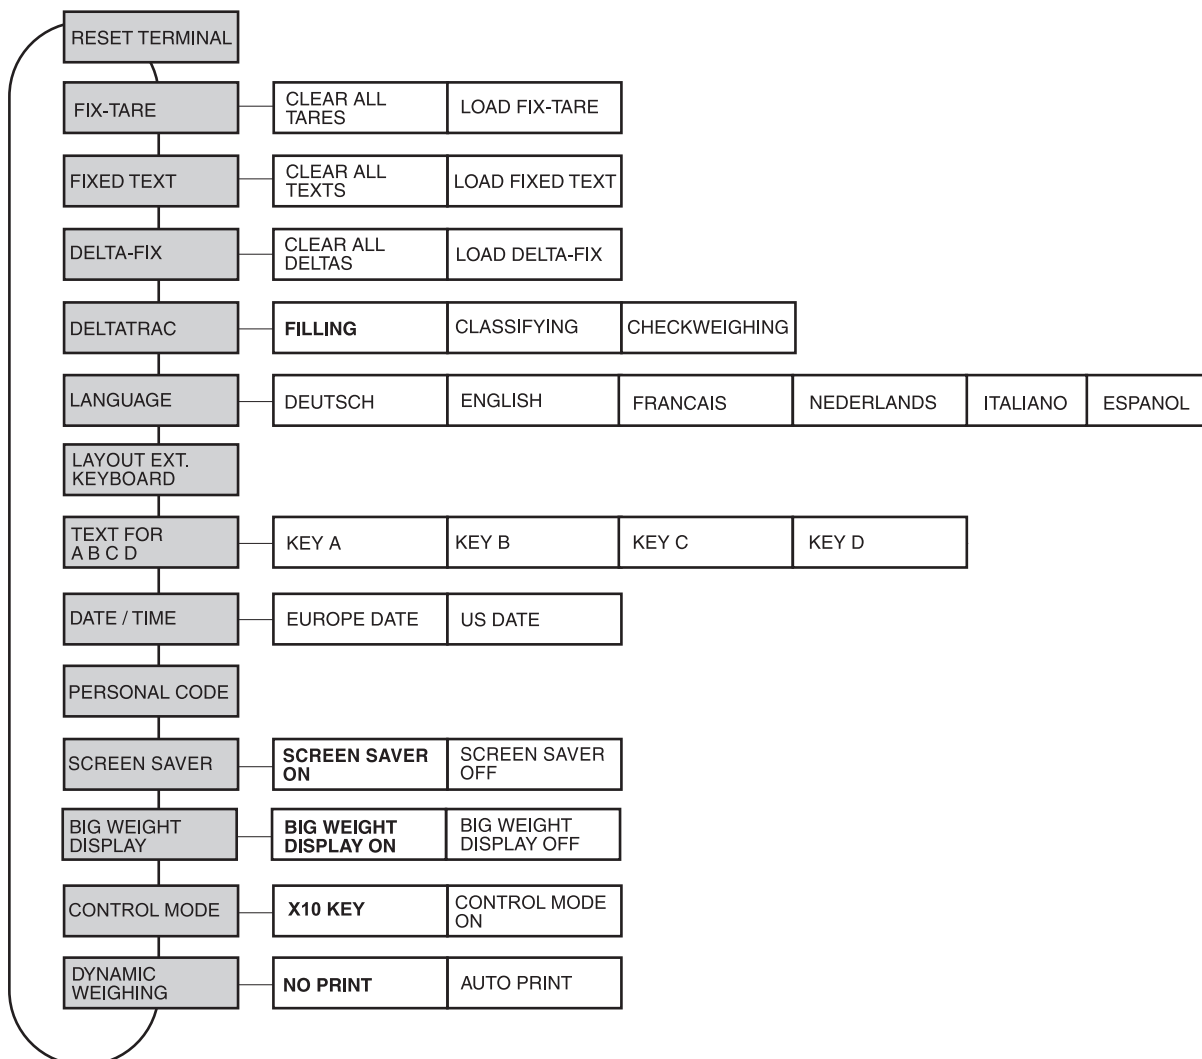 RESET TERMINAL
FIX-TARE
CLEAR ALL
TARES
LOAD FIX-TARE
FIXED TEXT
CLEAR ALL
TEXTS
LOAD FIXED TEXT
DELTA-FIX
CLEAR ALL
DELTAS
LOAD DELTA-FIX
DELTATRAC
FILLING
CLASSIFYING
CHECKWEIGHING
LANGUAGE
DEUTSCH
ENGLISH
FRANCAIS
NEDERLANDS
ITALIANO
ESPANOL
LAYOUT EXT.
KEYBOARD
TEXT FOR
A B C D
KEY A
KEY B
KEY C
KEY D
DATE / TIME
EUROPE DATE
US DATE
PERSONAL CODE
SCREEN SAVER
SCREEN SAVER
ON
SCREEN SAVER
OFF
BIG WEIGHT
DISPLAY
BIG WEIGHT
DISPLAY ON
BIG WEIGHT
DISPLAY OFF
CONTROL MODE
X10 KEY
CONTROL MODE
ON
DYNAMIC
WEIGHING
NO PRINT
AUTO PRINT